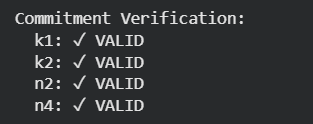 Commitment Verification:
k1: ✓ VALID
k2: ✓ VALID
n2: ✓ VALID
n4: ✓ VALID